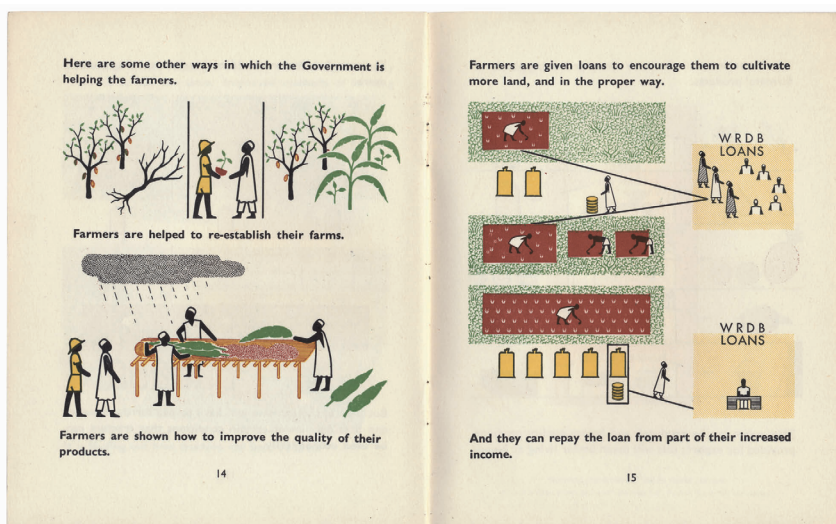 Here are some other ways in which the Government is
helping the farmers.
Farmers are helped to re-establish their farms.
Farmers are shown how to improve the quality of their
products.
14
Farmers are given loans to encourage them to cultivate
more land, and in the proper way.
WRDB
LOANS
WRDB
LOANS
And they can repay the loan from part of their increased
income.
15